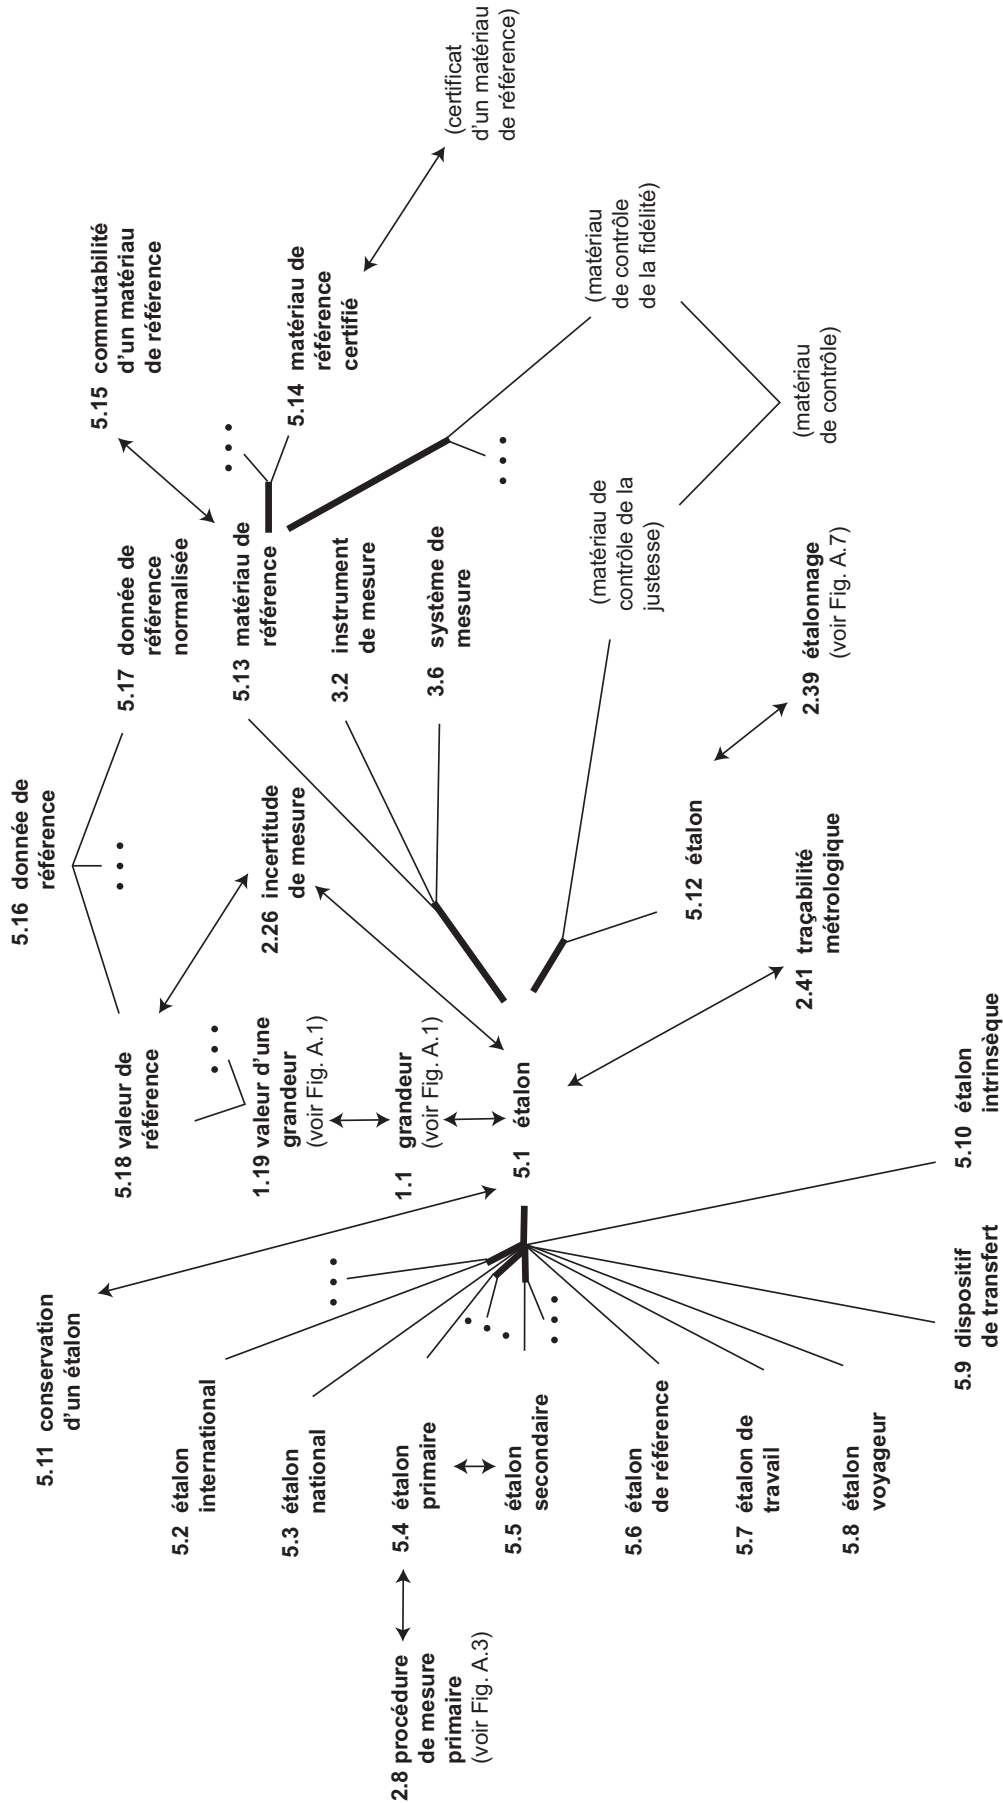 5.16 donnée de
référence
5.11 conservation
d'un étalon
5.18 valeur de
référence
5.17 donnée de
référence
normalisée
5.15 commutabilité
d'un matériau
de référence
5.2 étalon
international
1.19 valeur d'une
grandeur
(voir Fig. A.1)
2.26 incertitude
de mesure
5.13 matériau de
référence
5.14 matériau de
référence
certifié
5.3 étalon
national
3.2 instrument
de mesure
2.8 procédure
de mesure
primaire
(voir Fig. A.3)
5.4 étalon
primaire
1.1 grandeur
(voir Fig. A.1)
3.6 système de
mesure
(certificat
d'un matériau
de référence)
5.5 étalon
secondaire
5.1 étalon
5.6 étalon
de référence
(matériau de
contrôle de la
justesse)
(matériau
de contrôle
de la fidélité)
5.12 étalon
5.7 étalon de
travail
2.41 traçabilité
métrologique
2.39 étalonnage
(voir Fig. A.7)
(matériau
de contrôle)
5.8 étalon
voyageur
5.9 dispositif
de transfert
5.10 étalon
intrinsèque